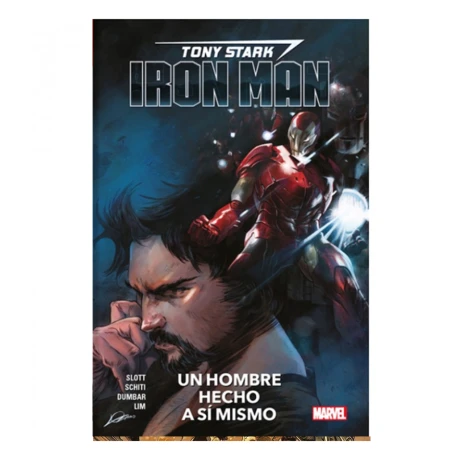 TONY STARK
IRON MAN
SLOTT
SCHITI
DUMBAR
LIM
UN HOMBRE
HECHO
A SÍ MISMO
MARVEL